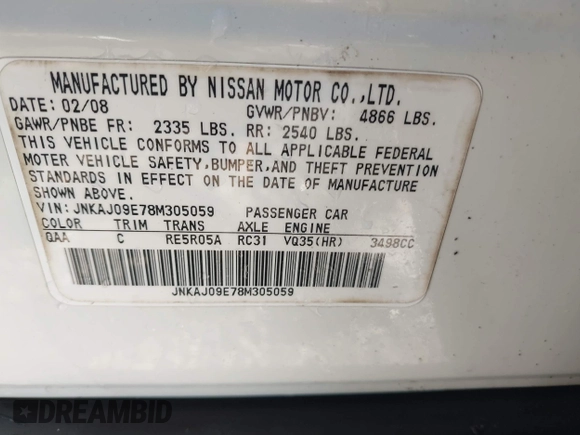 MANUFACTURED BY NISSAN MOTOR CO.,LTD.
DATE: 02/08 GVWR/PNBV: 4866 LBS.
GAWR/PNBE FR: 2335 LBS. RR: 2540 LBS.
THIS VEHICLE CONFORMS TO ALL APPLICABLE FEDERAL
MOTER VEHICLE SAFETY,BUMPER,AND THEFT PREVENTION
STANDARDS IN EFFECT ON THE DATE OF MANUFACTURE
SHOWN ABOVE.
VIN: JNKAJ09E78M305059 PASSENGER CAR
COLOR TRIM TRANS AXLE ENGINE
QAA C RE5R05A RC31 VQ35(HR) 3498CC
JNKAJ09E78M305059
DREAMBID